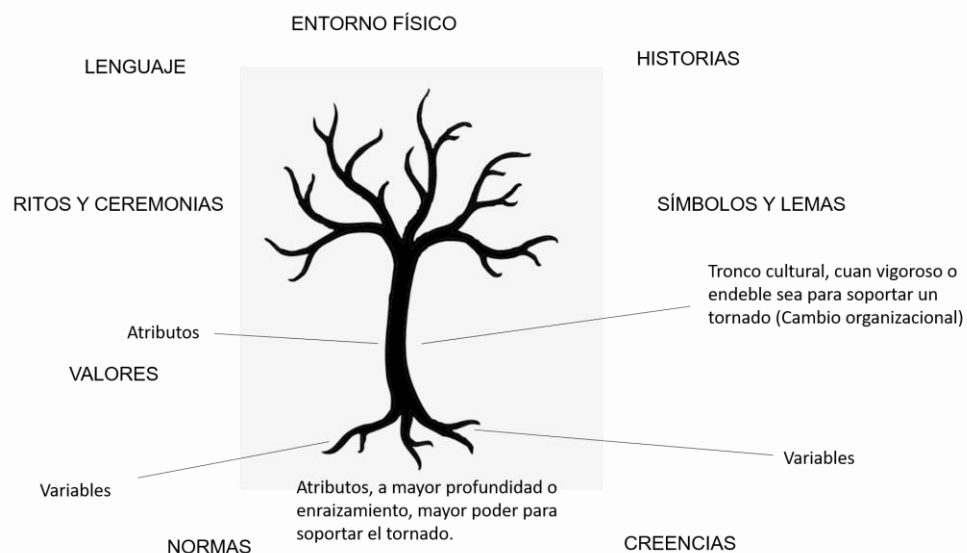 ENTORNO FÍSICO
LENGUAJE
HISTORIAS
RITOS Y CEREMONIAS
SÍMBOLOS Y LEMAS
Tronco cultural, cuan vigoroso o
endeble sea para soportar un
tornado (Cambio organizacional)
Atributos
VALORES
Variables
Variables
Atributos, a mayor profundidad o
enraizamiento, mayor poder para
soportar el tornado.
NORMAS
CREENCIAS